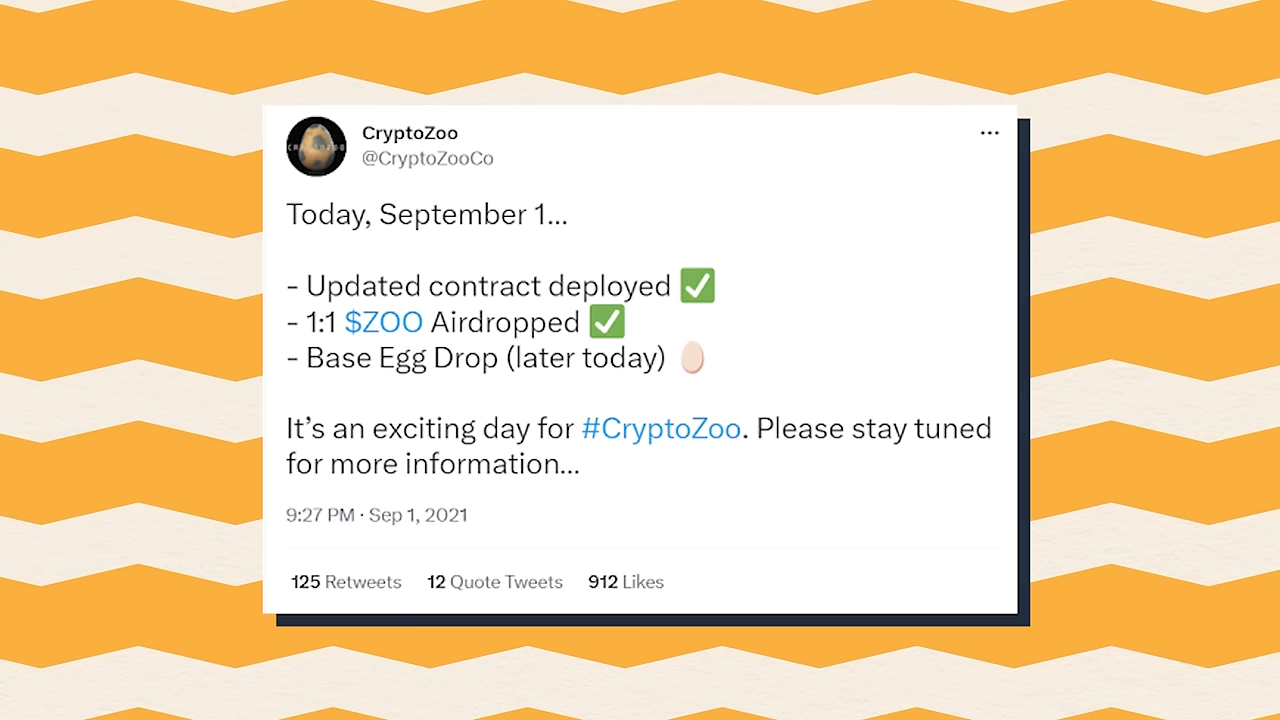 CryptoZoo
@CryptoZooCo
Today, September 1...
- Updated contract deployed ✅
- 1:1 $ZOO Airdropped ✅
- Base Egg Drop (later today) 🥚
It's an exciting day for #CryptoZoo. Please stay tuned
for more information...
9:27 PM · Sep 1, 2021
125 Retweets 12 Quote Tweets 912 Likes